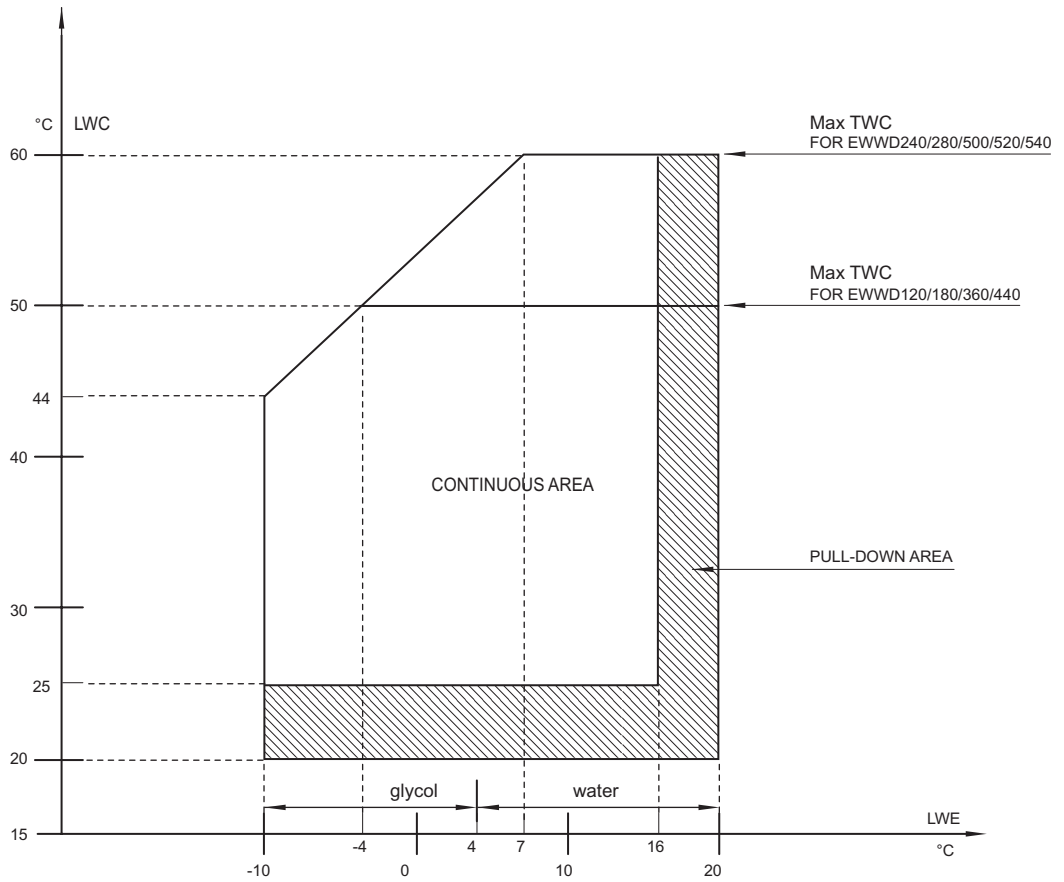 °C LWC
Max TWC
FOR EWWD240/280/500/520/540
60
Max TWC
FOR EWWD120/180/360/440
50
44
40
CONTINUOUS AREA
PULL-DOWN AREA
30
25
20
glycol water
15
LWE
°C
-4 4 7 16
-10 0 10 20